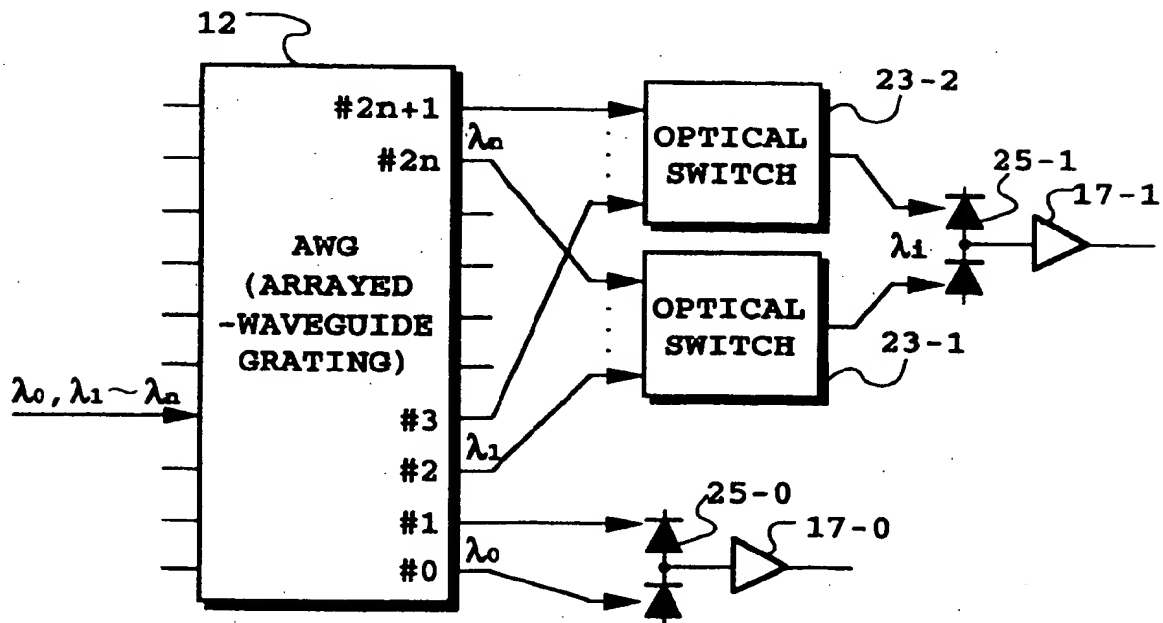 12
#2n+1
λn
#2n
OPTICAL
SWITCH
23-2
25-1
17-1
AWG
(ARRAYED
-WAVEGUIDE
GRATING)
λi
OPTICAL
SWITCH
23-1
λ0, λ1~λn
#3
λ1
#2
25-0
#1
17-0
λ0
#0